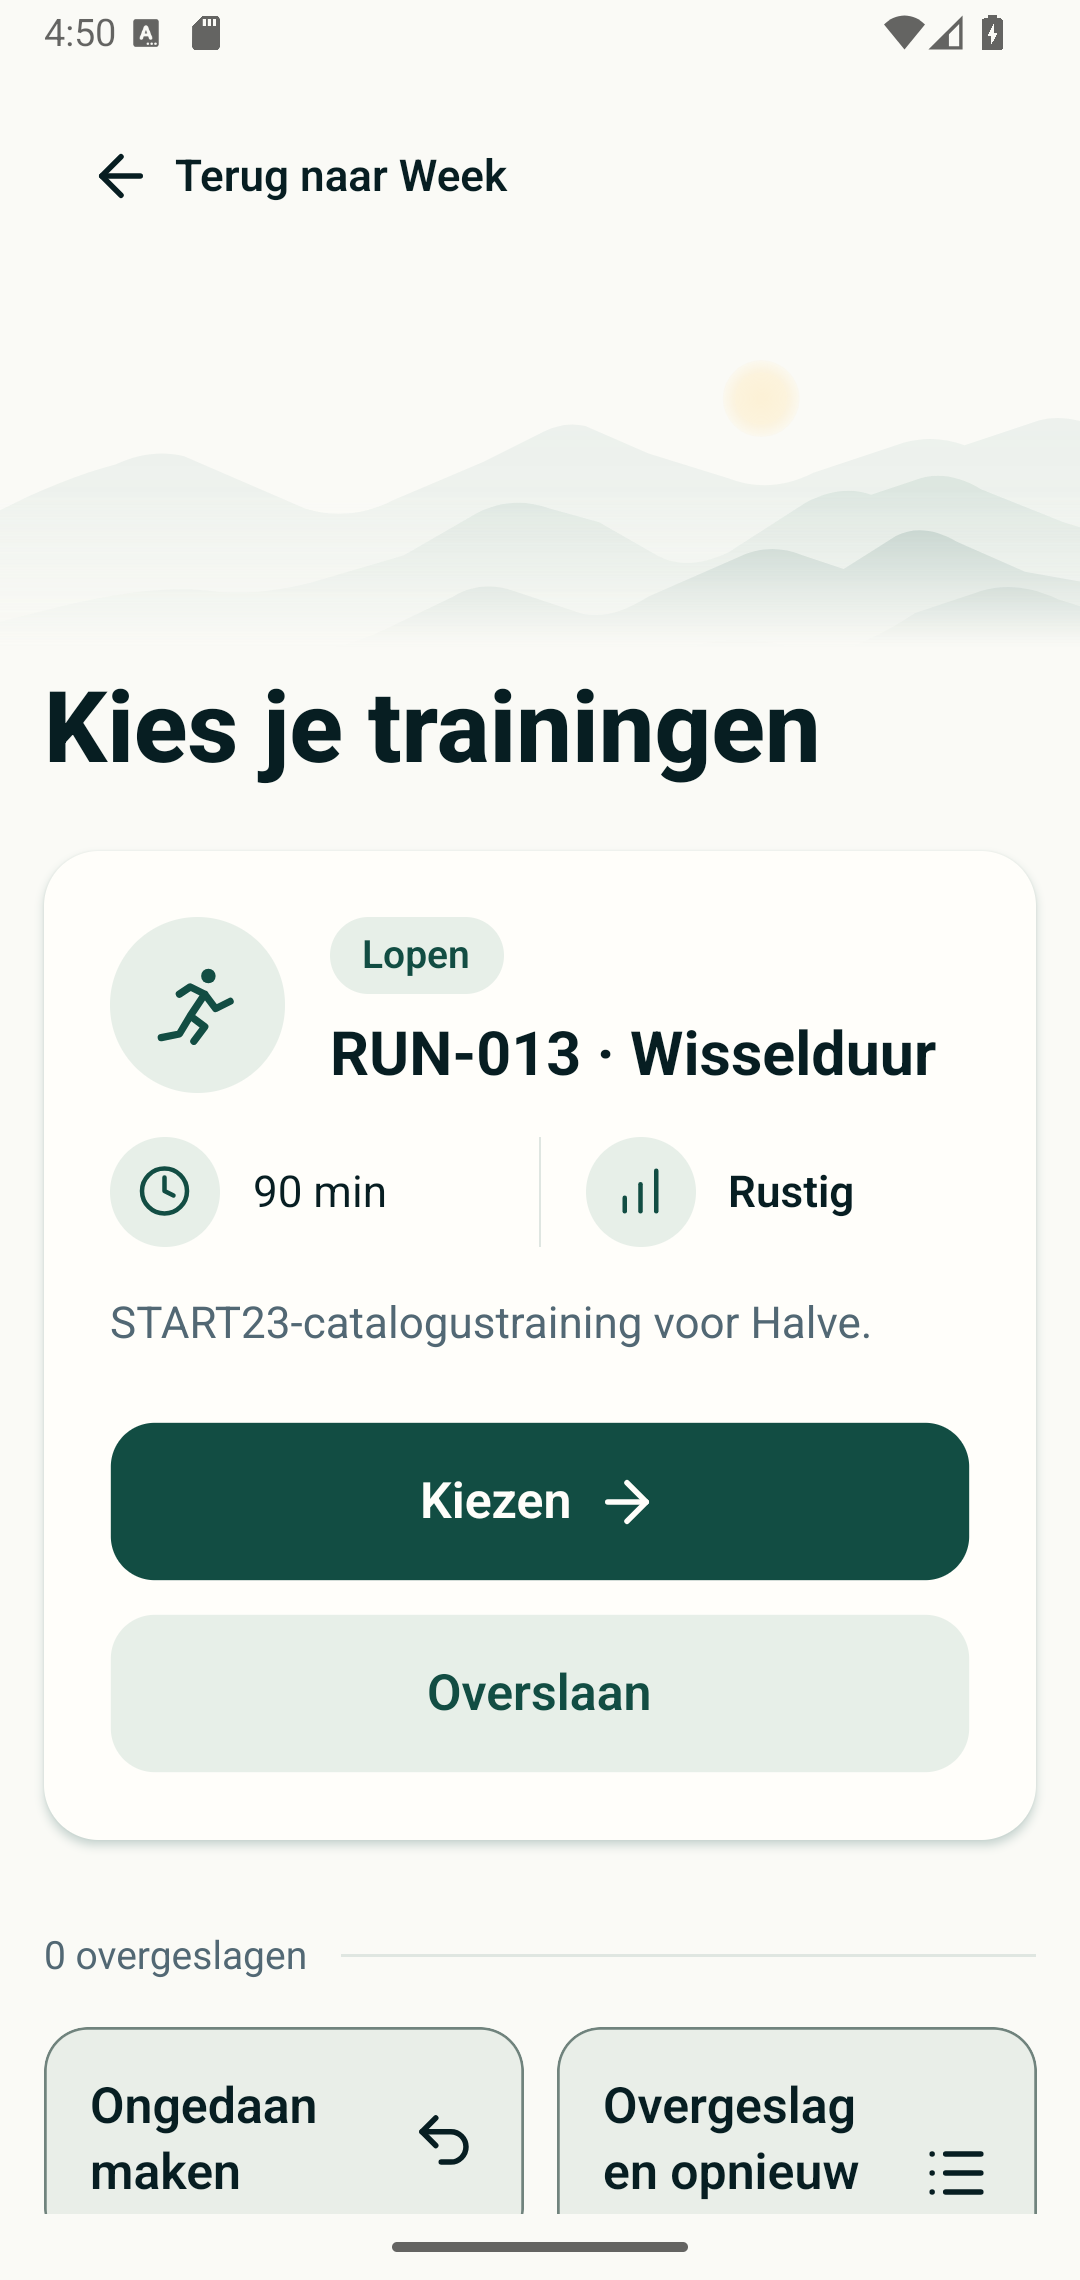 4:50
Terug naar Week
Kies je trainingen
Lopen
RUN-013 · Wisselduur
90 min
Rustig
START23-catalogustraining voor Halve.
Kiezen
Overslaan
0 overgeslagen
Ongedaan
maken
Overgeslag
en opnieuw